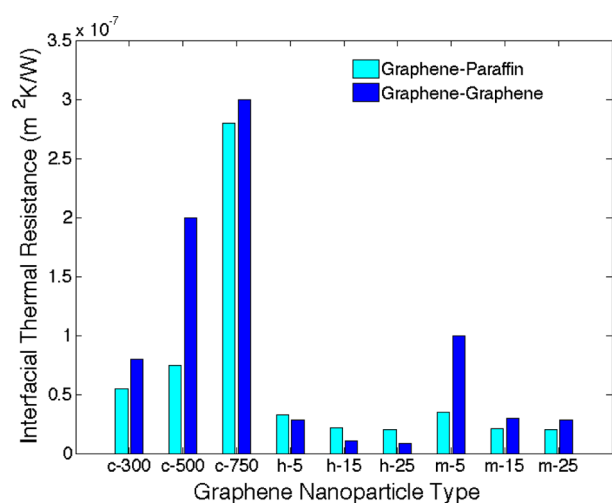 x 10⁻⁷
3.5
3
2.5
2
1.5
1
0.5
0
Interfacial Thermal Resistance (m ²K/W)
Graphene-Paraffin
Graphene-Graphene
c-300 c-500 c-750 h-5 h-15 h-25 m-5 m-15 m-25
Graphene Nanoparticle Type